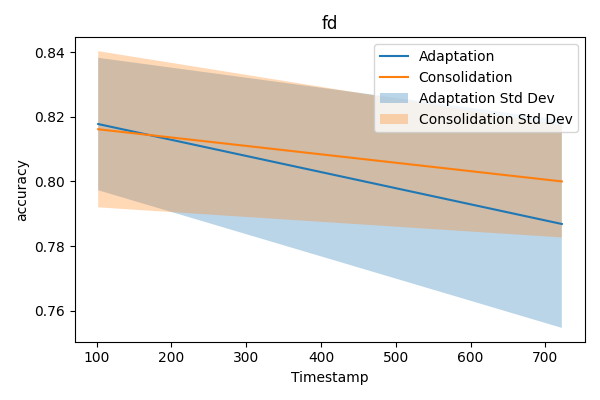 fd
0.84
0.82
0.80
0.78
0.76
accuracy
Adaptation
Consolidation
Adaptation Std Dev
Consolidation Std Dev
100 200 300 400 500 600 700
Timestamp